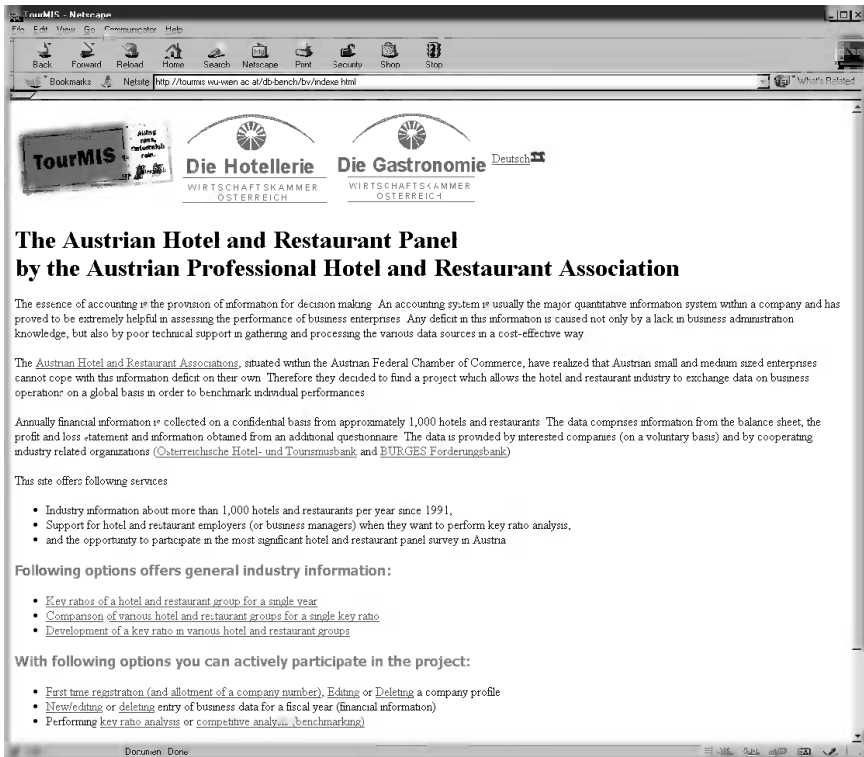 TourMIS - Netscape
File Edit View Go Communicator Help
Back Forward Reload Home Search Netscape Print Security Shop Stop
Bookmarks Netsite http://tourmis wu-wien ac at/db-bench/bv/indexe html What's Related
TourMIS
Die Hotellerie
WIRTSCHAFTSKAMMER
ÖSTERREICH
Die Gastronomie
WIRTSCHAFTSKAMMER
ÖSTERREICH
Deutsch
The Austrian Hotel and Restaurant Panel
by the Austrian Professional Hotel and Restaurant Association
The essence of accounting is the provision of information for decision making An accounting system is usually the major quantitative information system within a company and has
proved to be extremely helpful in assessing the performance of business enterprises Any deficit in this information is caused not only by a lack in business administration
knowledge, but also by poor technical support in gathering and processing the various data sources in a cost-effective way
The Austrian Hotel and Restaurant Associations, situated within the Austrian Federal Chamber of Commerce, have realized that Austrian small and medium sized enterprises
cannot cope with this information deficit on their own Therefore they decided to fund a project which allows the hotel and restaurant industry to exchange data on business
operations on a global basis in order to benchmark individual performances
Annually financial information is collected on a confidential basis from approximately 1,000 hotels and restaurants The data comprises information from the balance sheet, the
profit and loss statement and information obtained from an additional questionnaire The data is provided by interested companies (on a voluntary basis) and by cooperating
industry related organizations (Österreichische Hotel- und Tourismusbank and BÜRGES Förderungsbank)
This site offers following services
• Industry information about more than 1,000 hotels and restaurants per year since 1991,
• Support for hotel and restaurant employers (or business managers) when they want to perform key ratio analysis,
• and the opportunity to participate in the most significant hotel and restaurant panel survey in Austria
Following options offers general industry information:
• Key ratios of a hotel and restaurant group for a single year
• Comparison of various hotel and restaurant groups for a single key ratio
• Development of a key ratio in various hotel and restaurant groups
With following options you can actively participate in the project:
• First time registration (and allotment of a company number), Editing or Deleting a company profile
• New/editing or deleting entry of business data for a fiscal year (financial information)
• Performing key ratio analysis or competitive (benchmarking)
Document Done